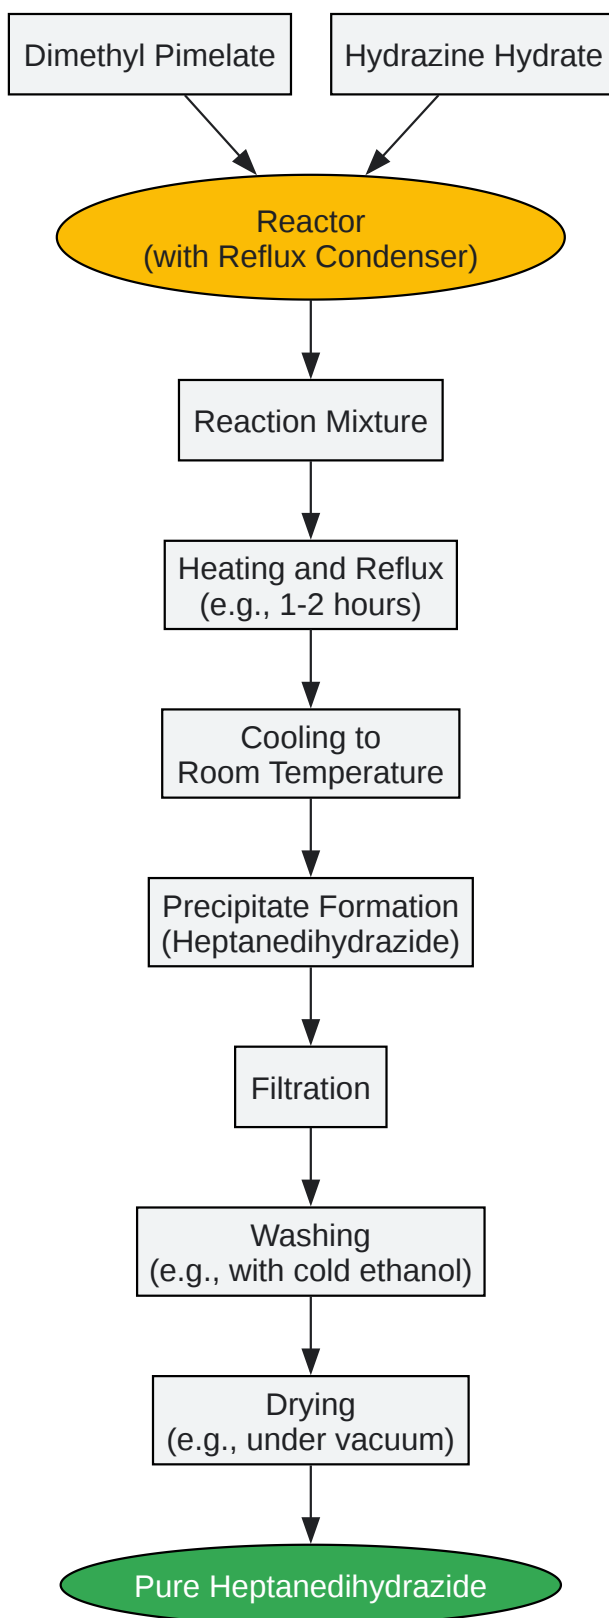 Dimethyl Pimelate
Hydrazine Hydrate
Reactor
(with Reflux Condenser)
Reaction Mixture
Heating and Reflux
(e.g., 1-2 hours)
Cooling to
Room Temperature
Precipitate Formation
(Heptanedihydrazide)
Filtration
Washing
(e.g., with cold ethanol)
Drying
(e.g., under vacuum)
Pure Heptanedihydrazide